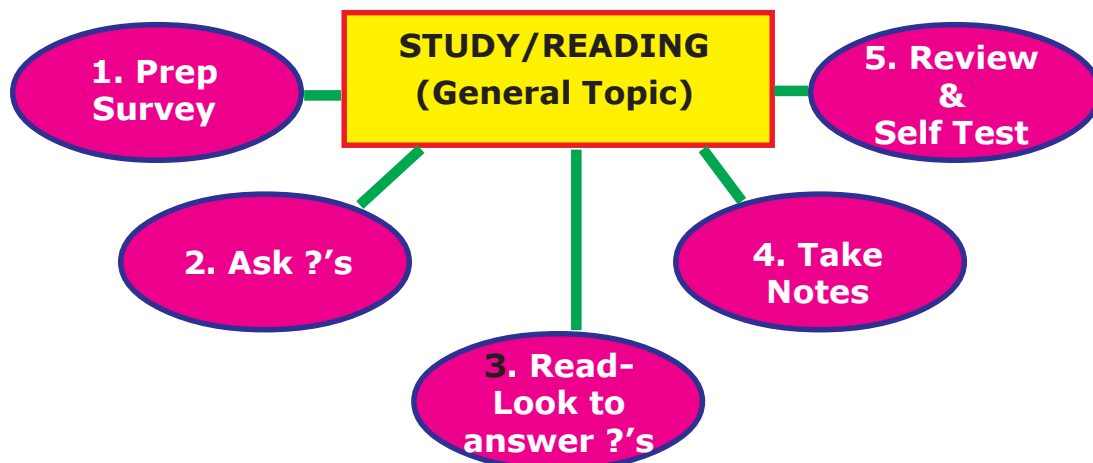 STUDY/READING
(General Topic)
1. Prep
Survey
2. Ask ?’s
3. Read-
Look to
answer ?’s
4. Take
Notes
5. Review
&
Self Test